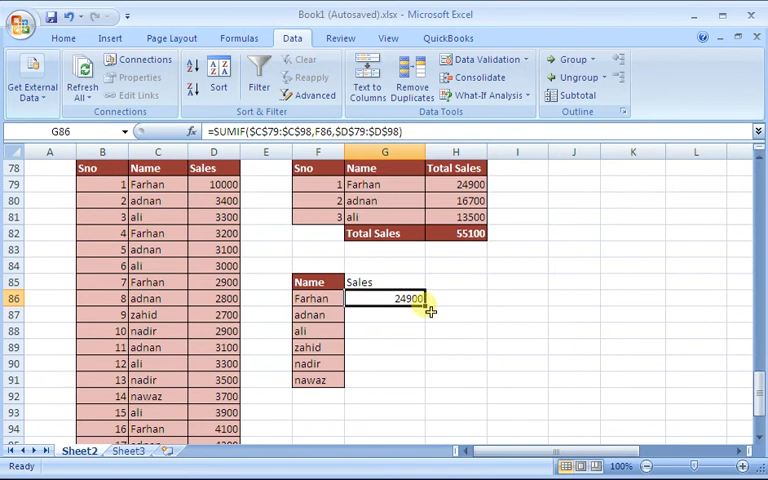 Book1 (Autosaved).xlsx - Microsoft Excel
Home Insert Page Layout Formulas Data Review View QuickBooks
Get External Data
Refresh All
Connections
Properties
Edit Links
Connections
Sort
Filter
Clear
Reapply
Advanced
Sort & Filter
Text to Columns
Remove Duplicates
Data Validation
Consolidate
What-If Analysis
Data Tools
Group
Ungroup
Subtotal
Outline
G86 fx =SUMIF($C$79:$C$98,F86,$D$79:$D$98)
A B C D E F G H I J K L
78 Sno Name Sales Sno Name Total Sales
79 1 Farhan 10000 1 Farhan 24900
80 2 adnan 3400 2 adnan 16700
81 3 ali 3300 3 ali 13500
82 4 Farhan 3200 Total Sales 55100
83 5 adnan 3100
84 6 ali 3000
85 7 Farhan 2900 Name Sales
86 8 adnan 2800 Farhan 24900
87 9 zahid 2700 adnan
88 10 nadir 2900 ali
89 11 adnan 3100 zahid
90 12 ali 3300 nadir
91 13 nadir 3500 nawaz
92 14 nawaz 3700
93 15 ali 3900
94 16 Farhan 4100
Sheet2 Sheet3
Ready 100%